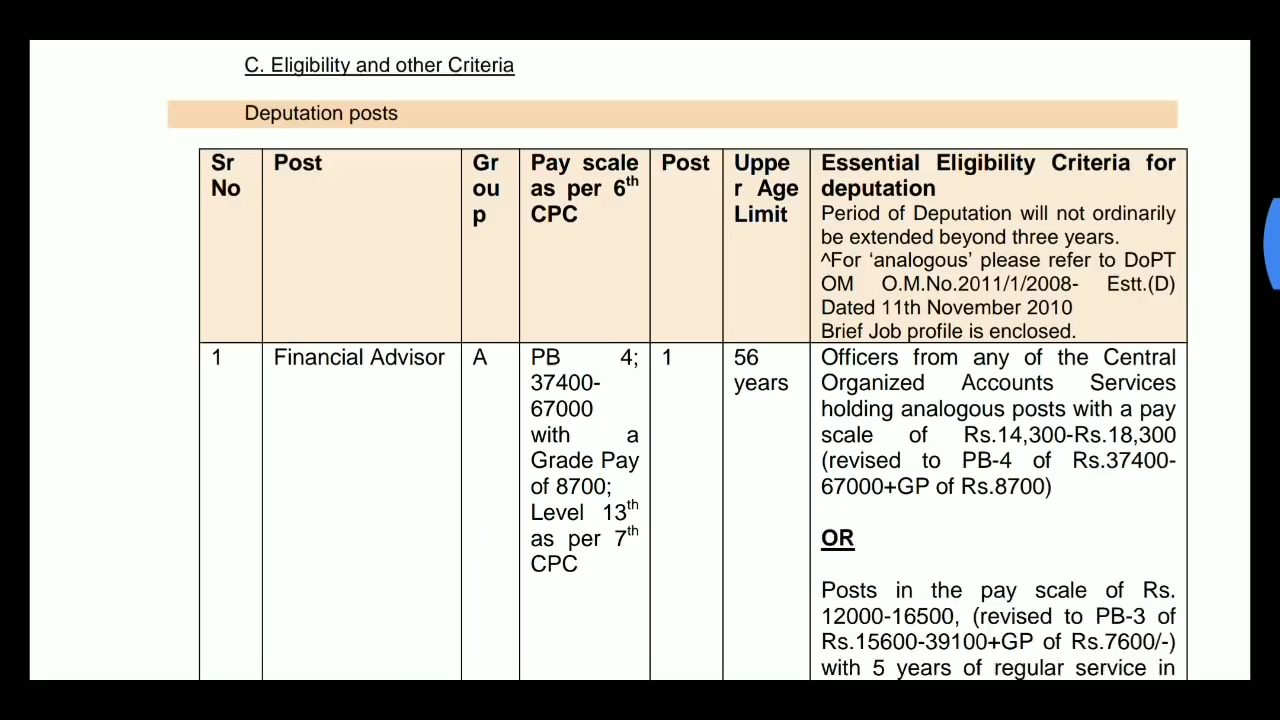 C. Eligibility and other Criteria
Deputation posts
Sr No
Post
Group
Pay scale as per 6th CPC
Post
Upper Age Limit
Essential Eligibility Criteria for
deputation
Period of Deputation will not ordinarily
be extended beyond three years.
^For ‘analogous’ please refer to DoPT
OM O.M.No.2011/1/2008- Estt.(D)
Dated 11th November 2010
Brief Job profile is enclosed.
1
Financial Advisor
A
PB 4;
37400-
67000
with a
Grade Pay
of 8700;
Level 13th
as per 7th
CPC
1
56
years
Officers from any of the Central
Organized Accounts Services
holding analogous posts with a pay
scale of Rs.14,300-Rs.18,300
(revised to PB-4 of Rs.37400-
67000+GP of Rs.8700)
OR
Posts in the pay scale of Rs.
12000-16500, (revised to PB-3 of
Rs.15600-39100+GP of Rs.7600/-)
with 5 years of regular service in